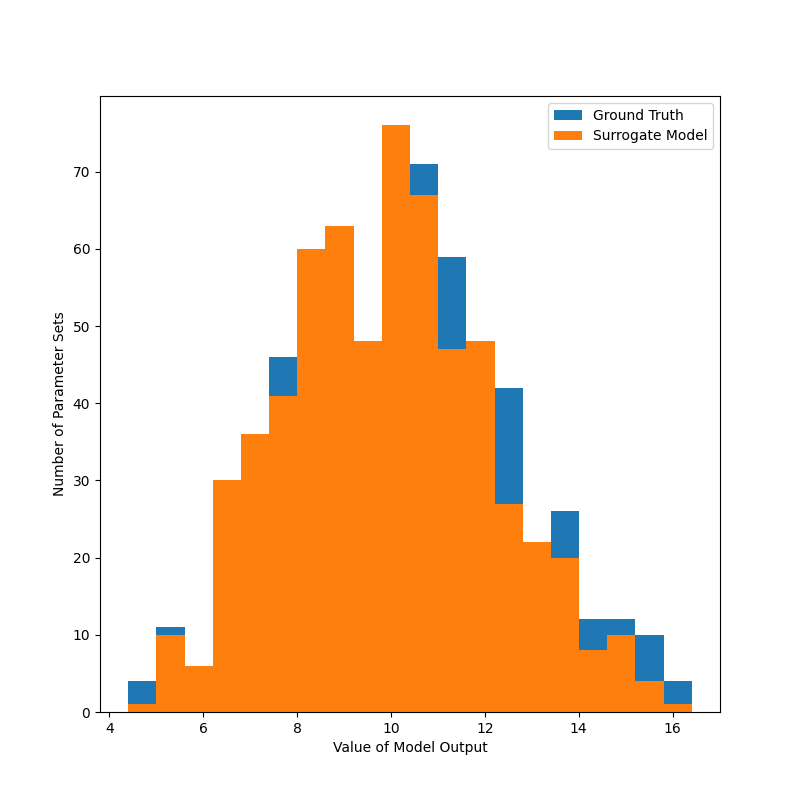 Ground Truth
Surrogate Model
70
60
50
40
30
20
10
0
Number of Parameter Sets
4 6 8 10 12 14 16
Value of Model Output